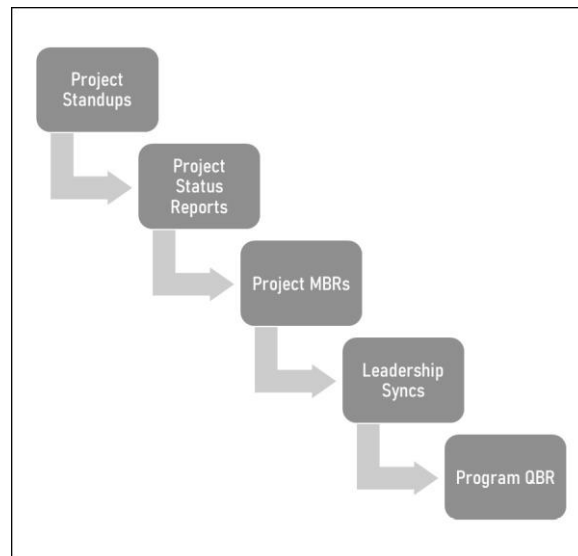 Project
Standups
Project
Status
Reports
Project MBRs
Leadership
Syncs
Program QBR